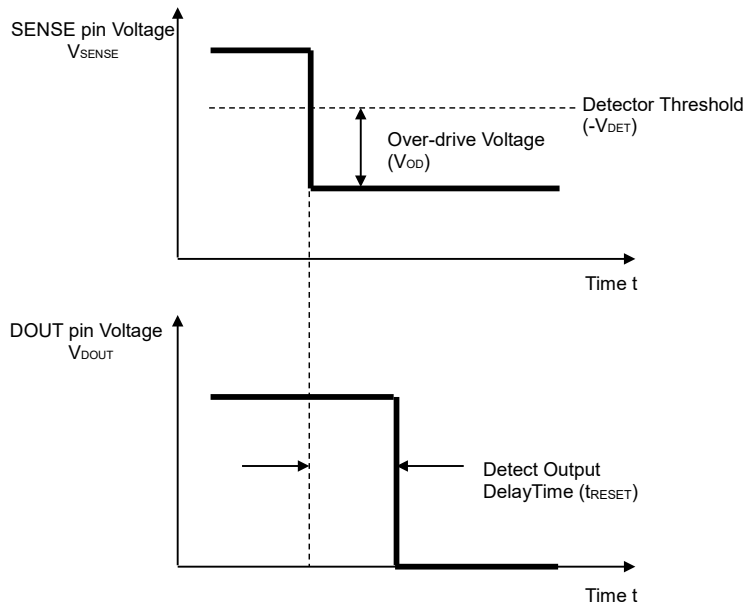 SENSE pin Voltage
VSENSE
Detector Threshold
(-VDET)
Over-drive Voltage
(VOD)
Time t
DOUT pin Voltage
VDOUT
Detect Output
DelayTime (tRESET)
Time t